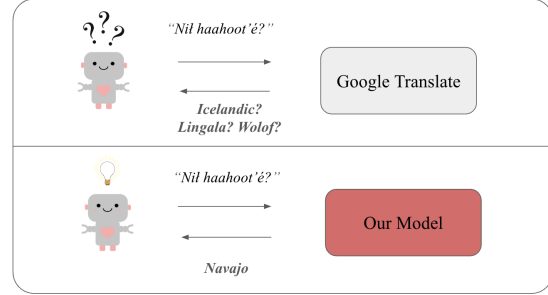 ???
“Nił haahoot’é?”
Google Translate
Icelandic?
Lingala? Wolof?
“Nił haahoot’é?”
Our Model
Navajo